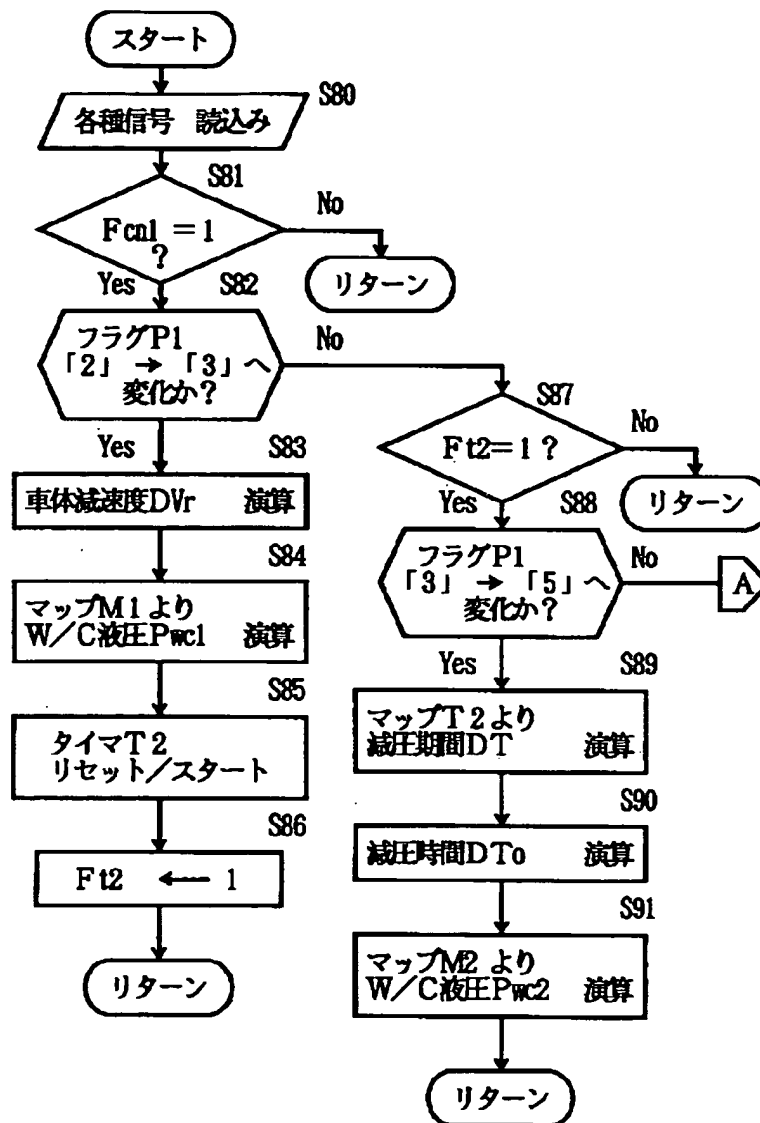 スタート
S80
各種信号 読込み
S81
Fcn1 = 1
?
No
リターン
Yes
S82
フラグP1
「2」 → 「3」へ
変化か?
No
Yes
S83
車体減速度DVr 演算
S84
マップM1より
W/C液圧Pwc1 演算
S85
タイマT2
リセット/スタート
S86
Ft2 ← 1
リターン
S87
Ft2=1?
No
リターン
Yes
S88
フラグP1
「3」 → 「5」へ
変化か?
No
A
Yes
S89
マップT2より
減圧期間DT 演算
S90
減圧時間DTo 演算
S91
マップM2より
W/C液圧Pwc2 演算
リターン